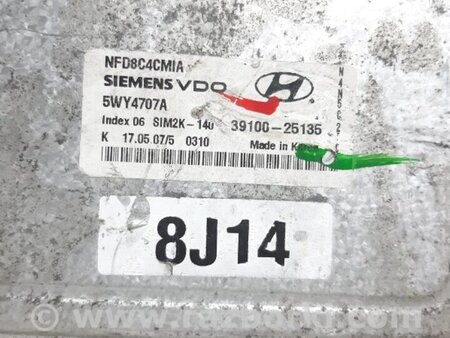 NFD8C4CMIA
SIEMENS VDO
5WY4707A
Index 06 SIM2K-140 39100-25135
K 17.05.07/5 0310 Made in Korea
8J14